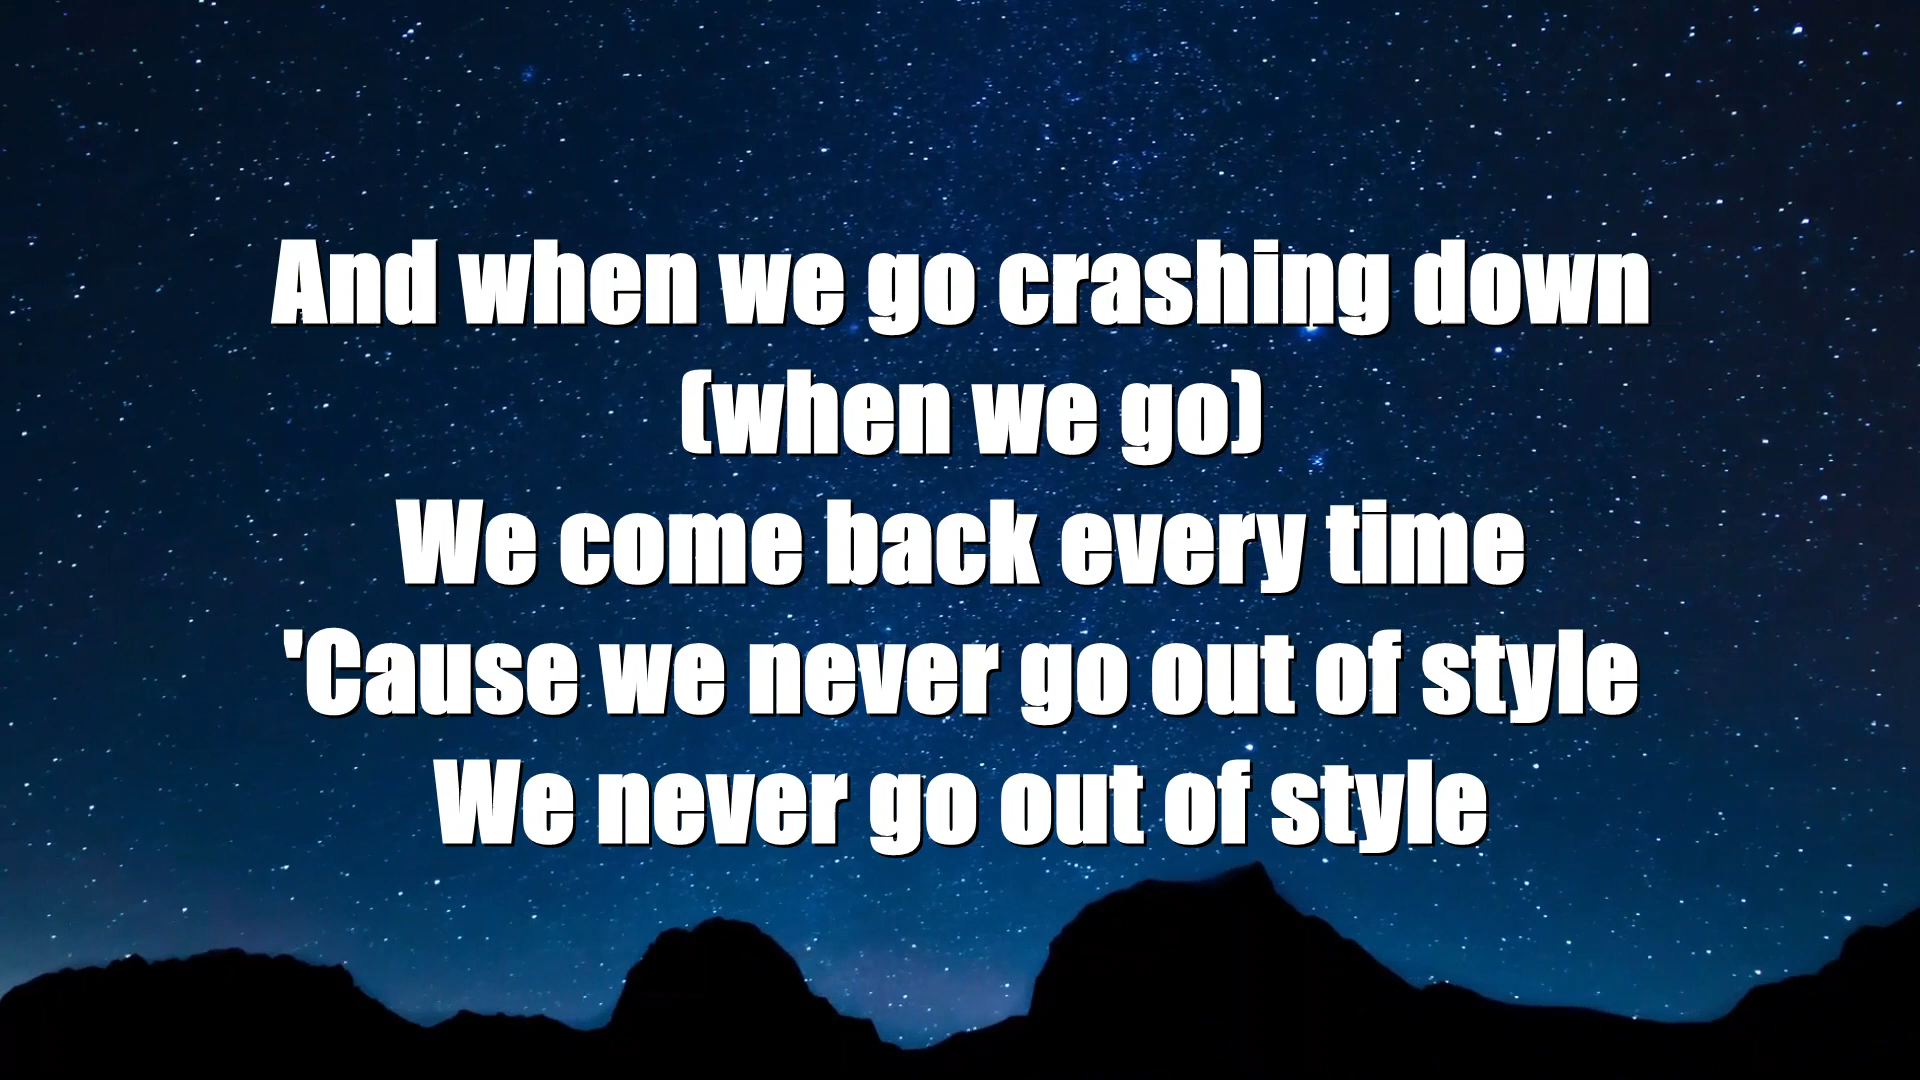 And when we go crashing down
(when we go)
We come back every time
'Cause we never go out of style
We never go out of style